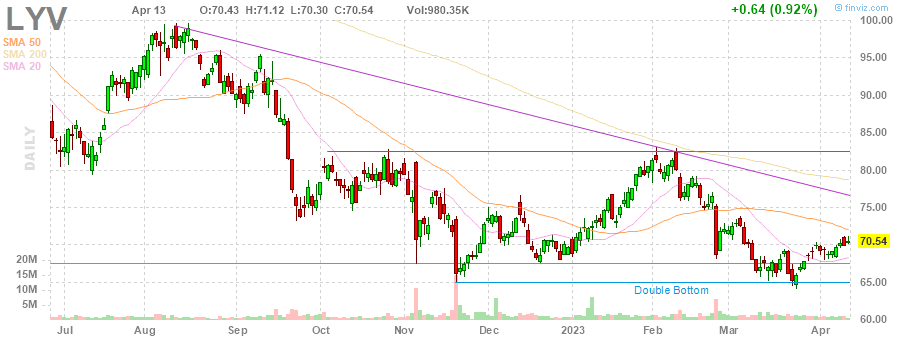 LYV
Apr 13 O:70.43 H:71.12 L:70.30 C:70.54 Vol:980.35K
+0.64 (0.92%)
© finviz.com
SMA 50
SMA 200
SMA 20
DAILY
100.00
95.00
90.00
85.00
80.00
75.00
70.54
65.00
60.00
20M
15M
10M
5M
Double Bottom
Jul Aug Sep Oct Nov Dec 2023 Feb Mar Apr